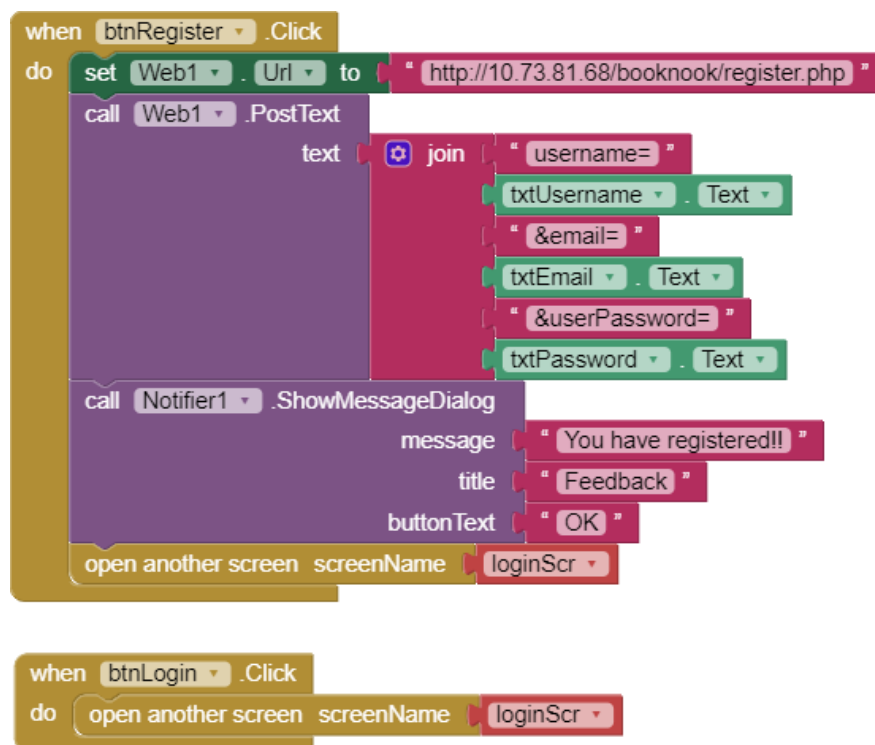 when btnRegister .Click
do set Web1 . Url to " http://10.73.81.68/booknook/register.php "
call Web1 .PostText
text join " username= "
txtUsername . Text
" &email= "
txtEmail . Text
" &userPassword= "
txtPassword . Text
call Notifier1 .ShowMessageDialog
message " You have registered!! "
title " Feedback "
buttonText " OK "
open another screen screenName loginScr
when btnLogin .Click
do open another screen screenName loginScr